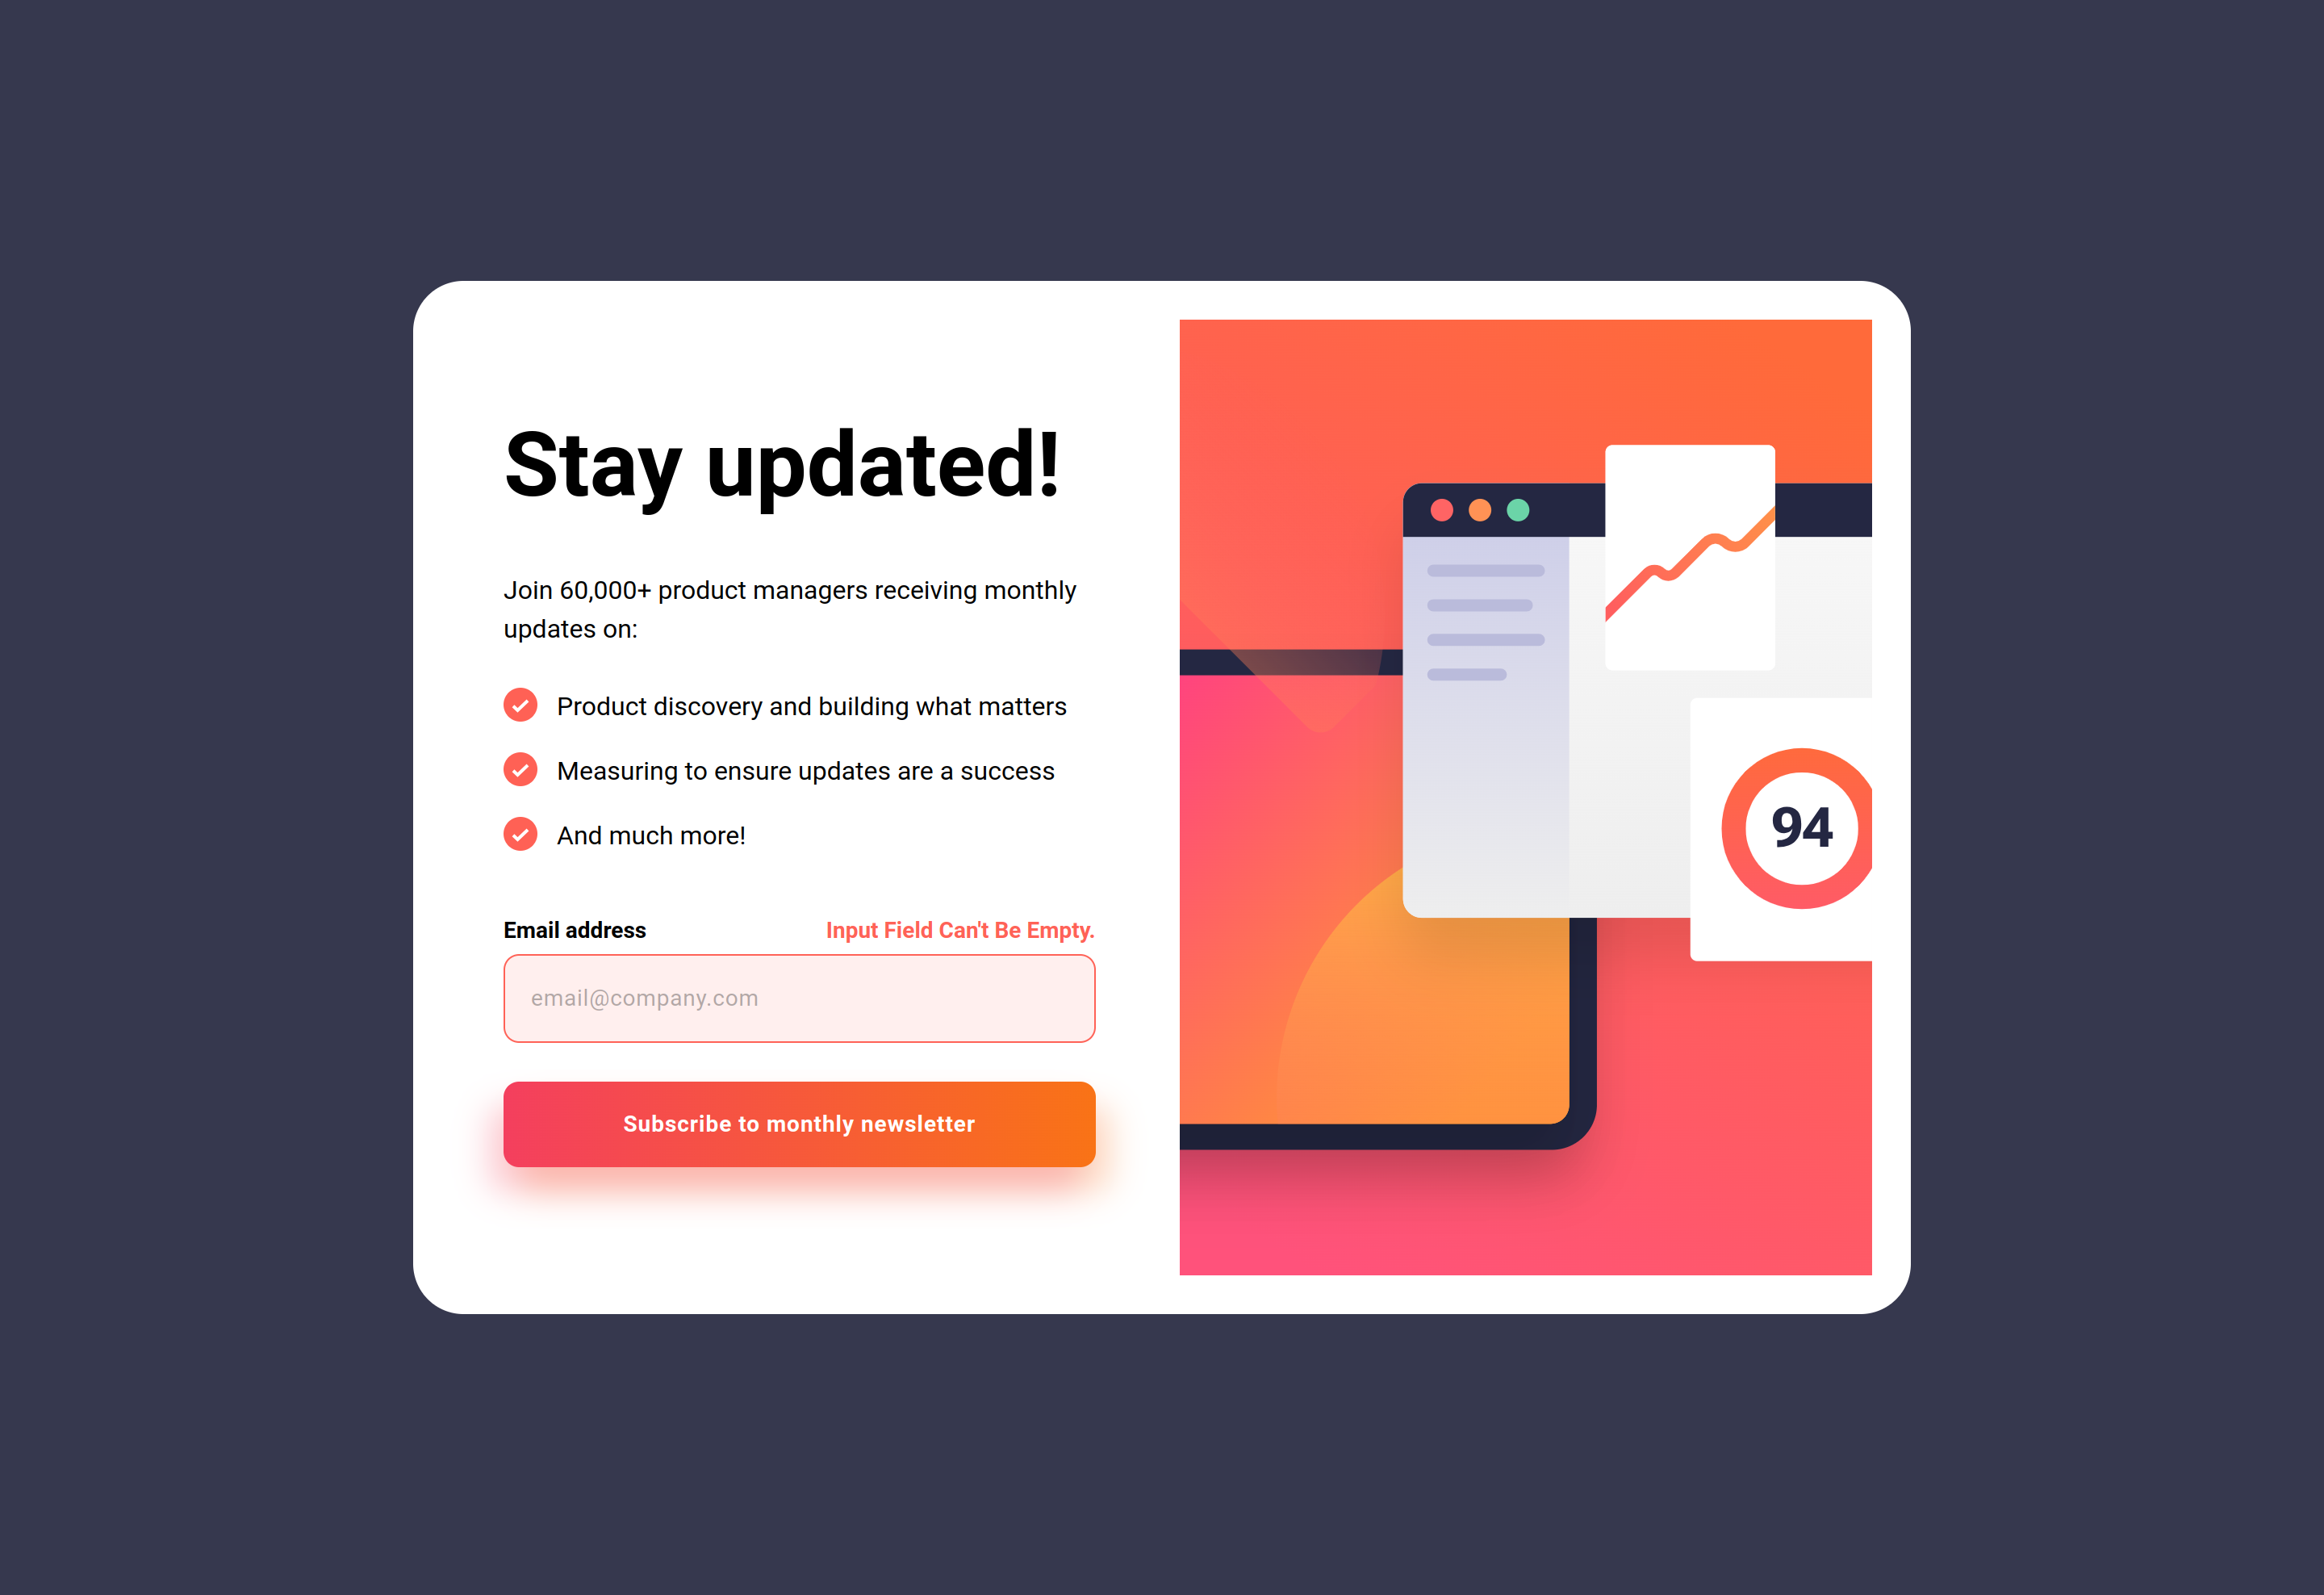 Stay updated!
Join 60,000+ product managers receiving monthly
updates on:
Product discovery and building what matters
Measuring to ensure updates are a success
And much more!
Email address
Input Field Can't Be Empty.
email@company.com
Subscribe to monthly newsletter
94